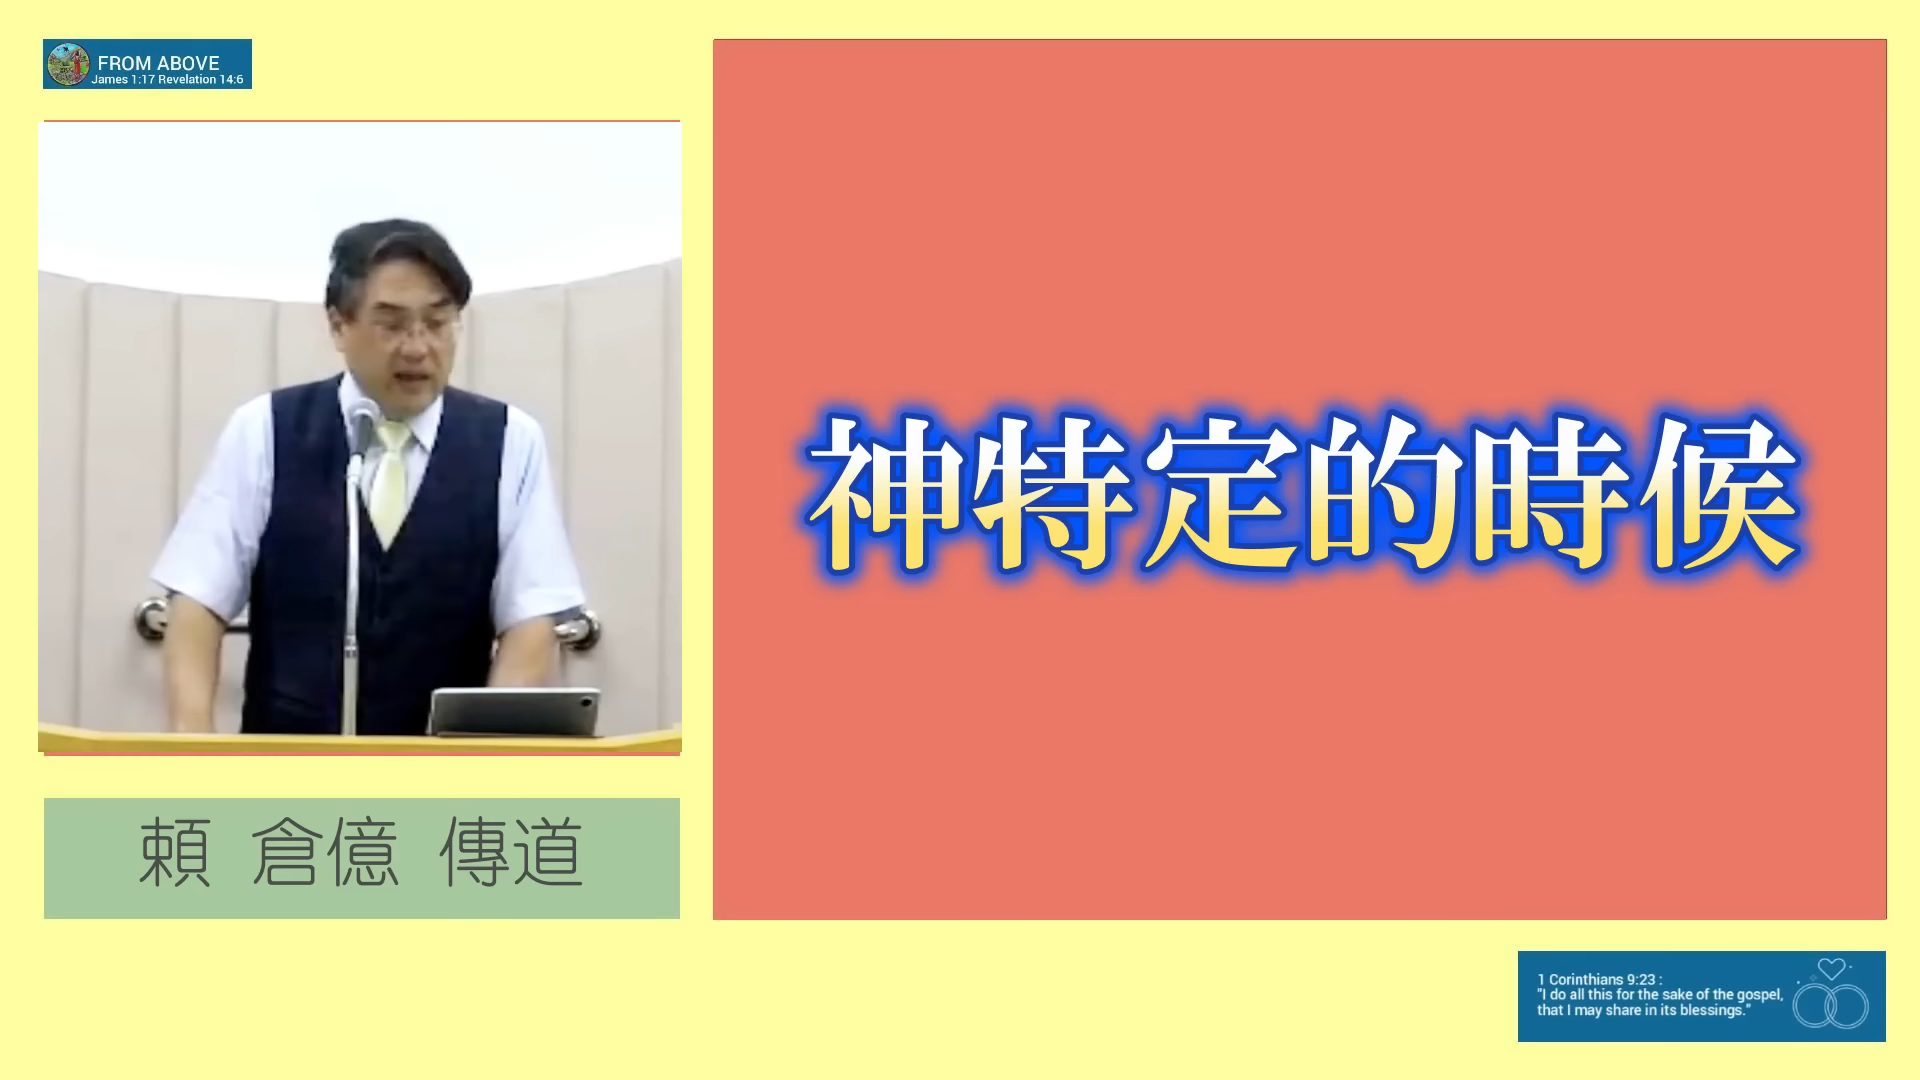 FROM ABOVE
James 1:17 Revelation 14:6
神特定的時候
賴 倉億 傳道
1 Corinthians 9:23 :
"I do all this for the sake of the gospel,
that I may share in its blessings."